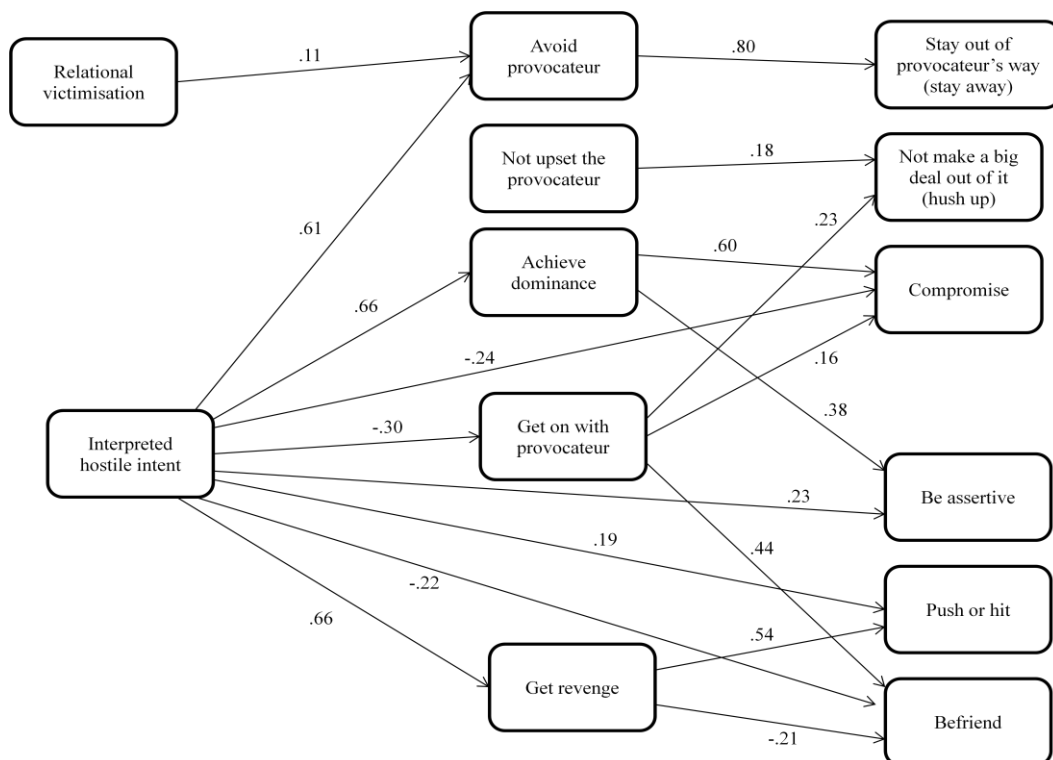 Relational
victimisation
.11
Avoid
provocateur
.80
Stay out of
provocateur's way
(stay away)
Not upset the
provocateur
.18
Not make a big
deal out of it
(hush up)
.61
.23
Achieve
dominance
.60
Compromise
.66
-.24
.16
Interpreted
hostile intent
-.30
Get on with
provocateur
.38
.23
Be assertive
.19
.44
-.22
Push or hit
.66
.54
Get revenge
-.21
Befriend